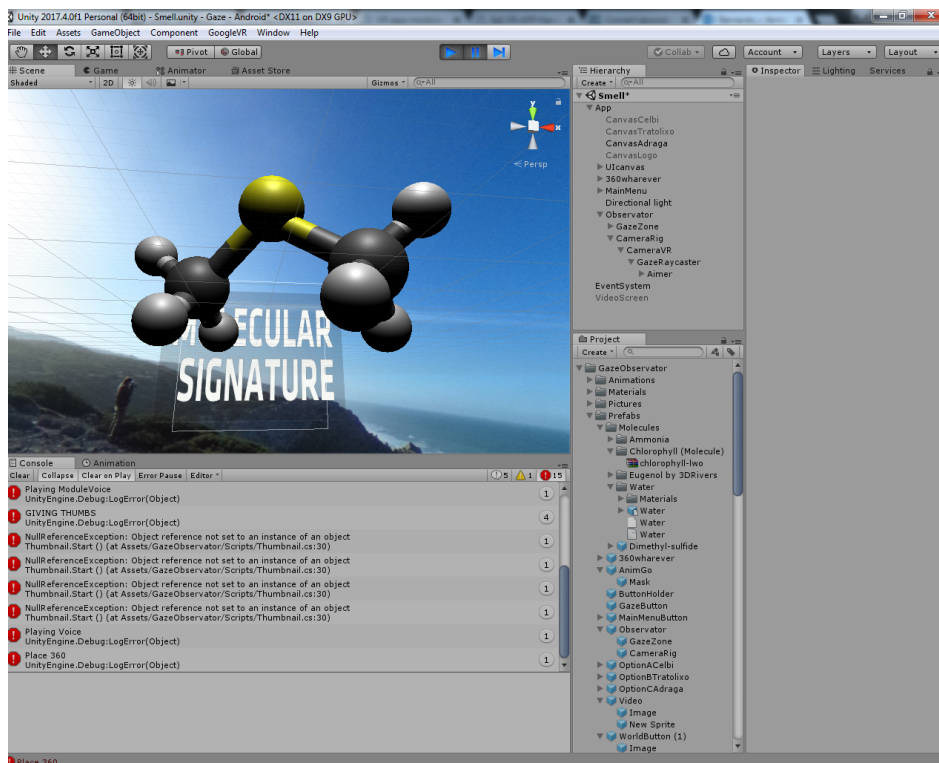 Unity 2017.4.0f1 Personal (64bit) - Smell.unity - Gaze - Android* <DX11 on DX9 GPU>
File Edit Assets GameObject Component GoogleVR Window Help
Pivot Global Collab Account Layers Layout
Scene Game Animator Asset Store
Shaded 2D Gizmos All
y
x
Persp
MOLECULAR
SIGNATURE
Hierarchy
Create All
Smell*
App
CanvasCelbi
CanvasTratolixo
CanvasAdraga
CanvasLogo
UIcanvas
360wharever
MainMenu
Directional light
Observator
GazeZone
CameraRig
CameraVR
GazeRaycaster
Aimer
EventSystem
VideoScreen
Inspector Lighting Services
Project
Create
GazeObservator
Animations
Materials
Pictures
Prefabs
Molecules
Ammonia
Chlorophyll (Molecule)
chlorophyll-lwo
Eugenol by 3DRivers
Water
Materials
Water
Water
Water
Dimethyl-sulfide
360wharever
AnimGo
Mask
ButtonHolder
GazeButton
MainMenuButton
Observator
GazeZone
CameraRig
OptionACelbi
OptionBTratolixo
OptionCAdraga
Video
Image
New Sprite
WorldButton (1)
Image
Console Animation
Clear Collapse Clear on Play Error Pause Editor 5 1 15
Playing ModuleVoice
UnityEngine.Debug:LogError(Object) 1
GIVING THUMBS
UnityEngine.Debug:LogError(Object) 4
NullReferenceException: Object reference not set to an instance of an object
Thumbnail.Start () (at Assets/GazeObservator/Scripts/Thumbnail.cs:30) 1
NullReferenceException: Object reference not set to an instance of an object
Thumbnail.Start () (at Assets/GazeObservator/Scripts/Thumbnail.cs:30) 1
NullReferenceException: Object reference not set to an instance of an object
Thumbnail.Start () (at Assets/GazeObservator/Scripts/Thumbnail.cs:30) 1
NullReferenceException: Object reference not set to an instance of an object
Thumbnail.Start () (at Assets/GazeObservator/Scripts/Thumbnail.cs:30) 1
Playing Voice
UnityEngine.Debug:LogError(Object) 1
Place 360
UnityEngine.Debug:LogError(Object) 1
Place 360